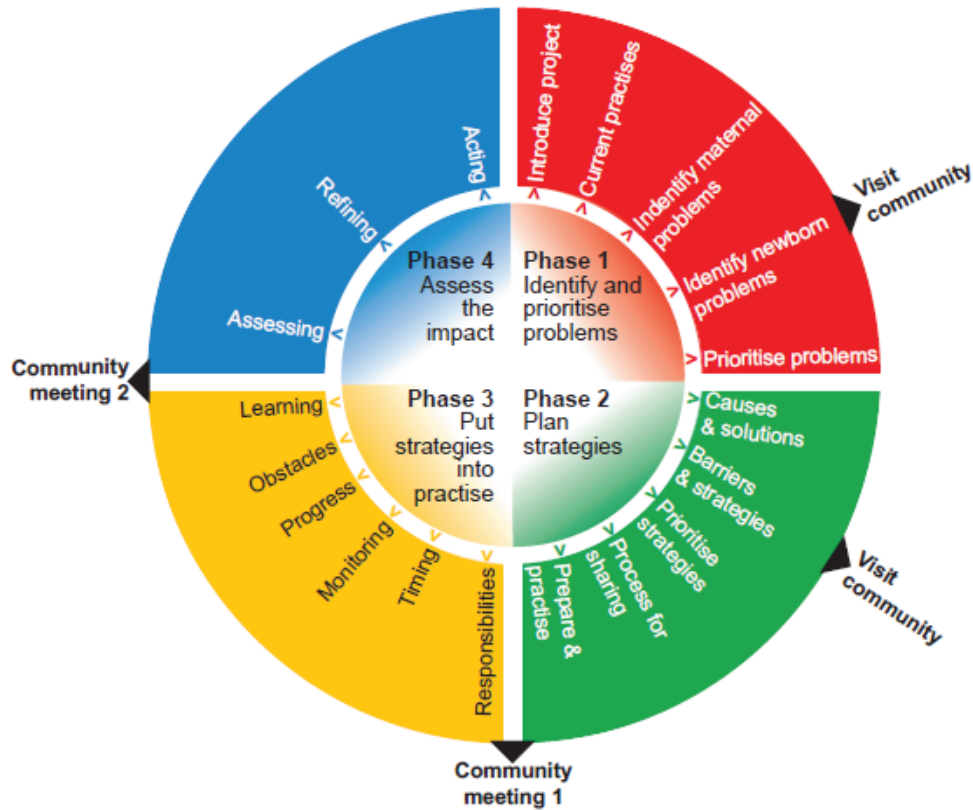 Phase 1
Identify and
prioritise
problems
Introduce project
Current practises
Indentify maternal
problems
Identify newborn
problems
Prioritise problems
Visit
community
Phase 2
Plan
strategies
Causes
& solutions
Barriers
& strategies
Prioritise
strategies
Process for
sharing
Prepare &
practise
Visit
community
Community
meeting 1
Phase 3
Put
strategies
into
practise
Responsibilities
Timing
Monitoring
Progress
Obstacles
Learning
Community
meeting 2
Phase 4
Assess
the
impact
Assessing
Refining
Acting